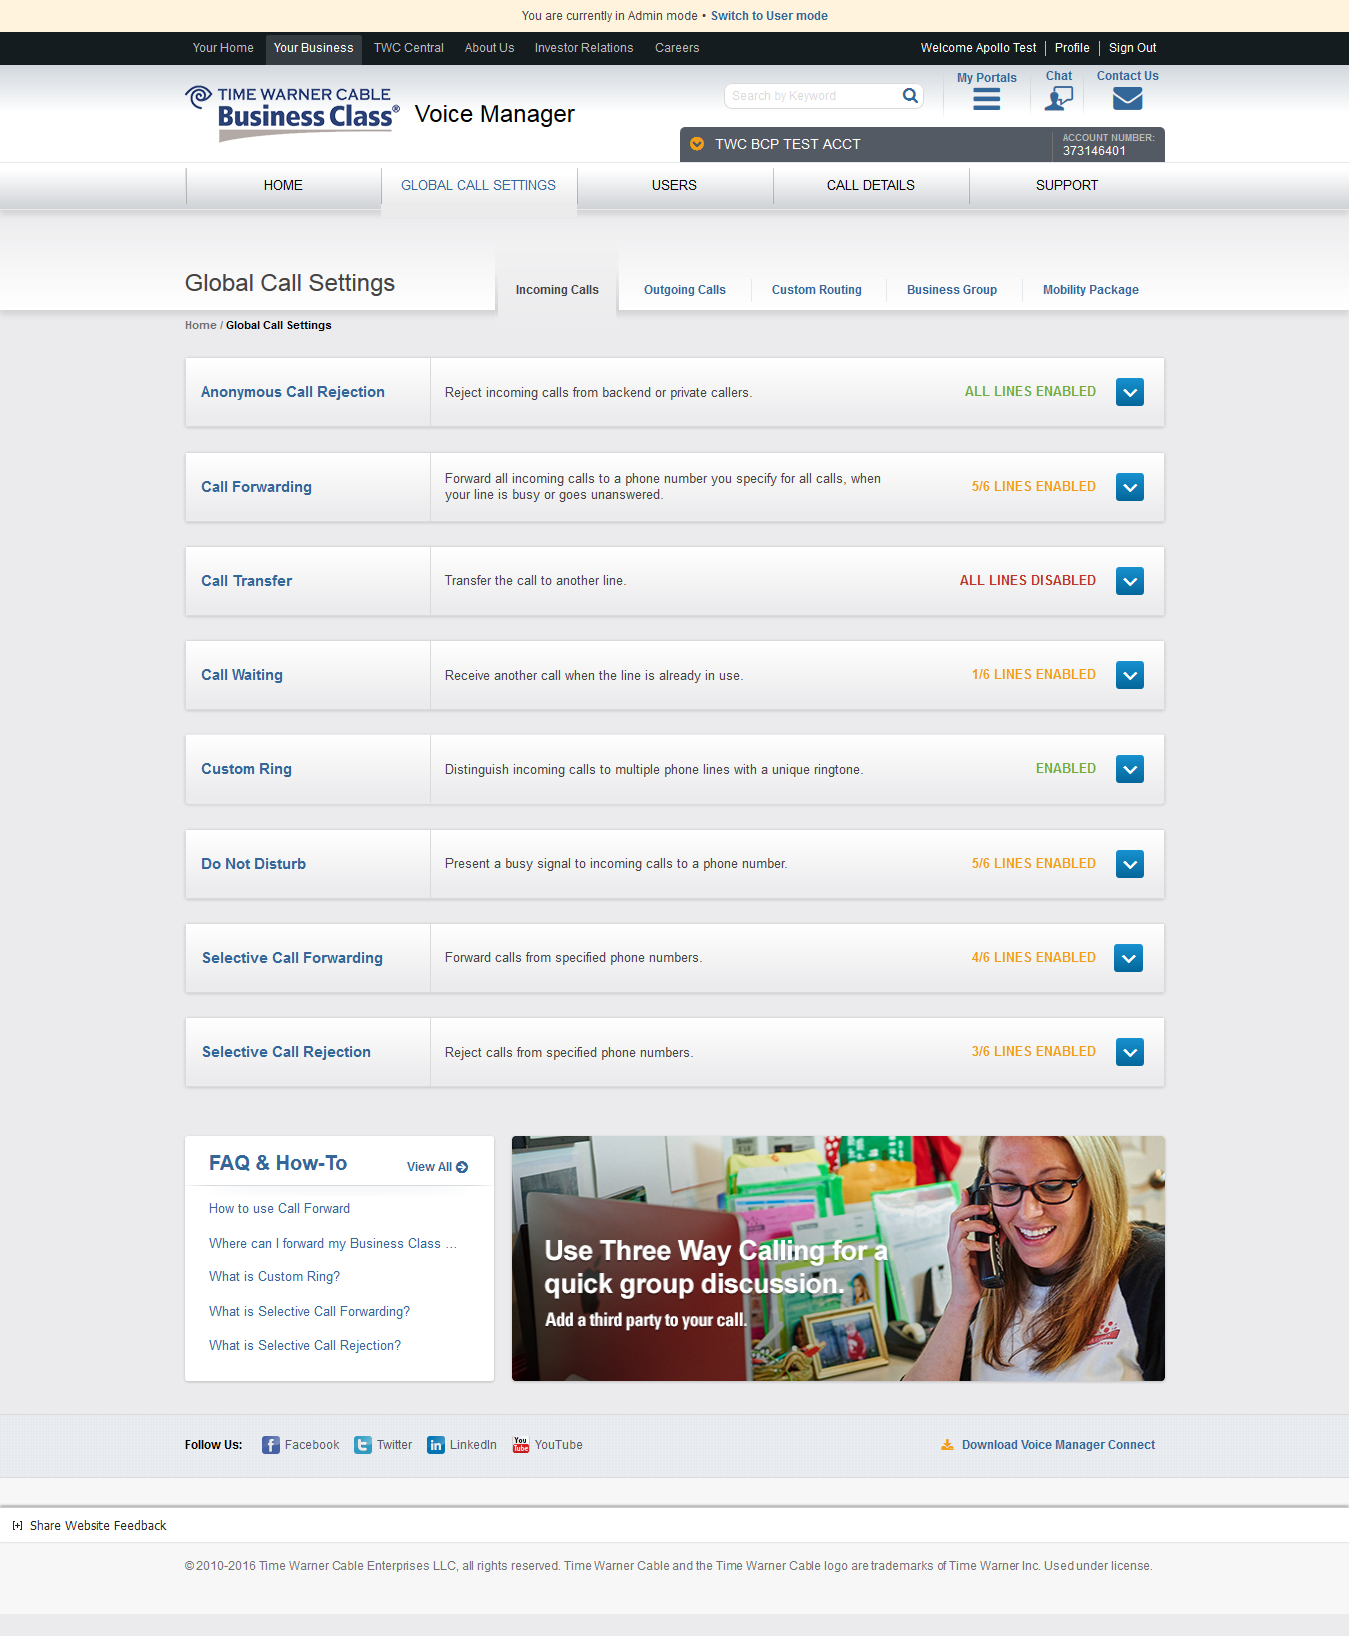 You are currently in Admin mode • Switch to User mode
Your Home Your Business TWC Central About Us Investor Relations Careers Welcome Apollo Test Profile Sign Out
TIME WARNER CABLE
Business Class®
Voice Manager
Search by Keyword
My Portals Chat Contact Us
TWC BCP TEST ACCT
ACCOUNT NUMBER:
373146401
HOME GLOBAL CALL SETTINGS USERS CALL DETAILS SUPPORT
Global Call Settings
Incoming Calls Outgoing Calls Custom Routing Business Group Mobility Package
Home / Global Call Settings
Anonymous Call Rejection Reject incoming calls from backend or private callers. ALL LINES ENABLED
Call Forwarding Forward all incoming calls to a phone number you specify for all calls, when
your line is busy or goes unanswered. 5/6 LINES ENABLED
Call Transfer Transfer the call to another line. ALL LINES DISABLED
Call Waiting Receive another call when the line is already in use. 1/6 LINES ENABLED
Custom Ring Distinguish incoming calls to multiple phone lines with a unique ringtone. ENABLED
Do Not Disturb Present a busy signal to incoming calls to a phone number. 5/6 LINES ENABLED
Selective Call Forwarding Forward calls from specified phone numbers. 4/6 LINES ENABLED
Selective Call Rejection Reject calls from specified phone numbers. 3/6 LINES ENABLED
FAQ & How-To View All
How to use Call Forward
Where can I forward my Business Class ...
What is Custom Ring?
What is Selective Call Forwarding?
What is Selective Call Rejection?
Use Three Way Calling for a
quick group discussion.
Add a third party to your call.
Follow Us: Facebook Twitter LinkedIn You Tube YouTube Download Voice Manager Connect
[+] Share Website Feedback
© 2010-2016 Time Warner Cable Enterprises LLC, all rights reserved. Time Warner Cable and the Time Warner Cable logo are trademarks of Time Warner Inc. Used under license.